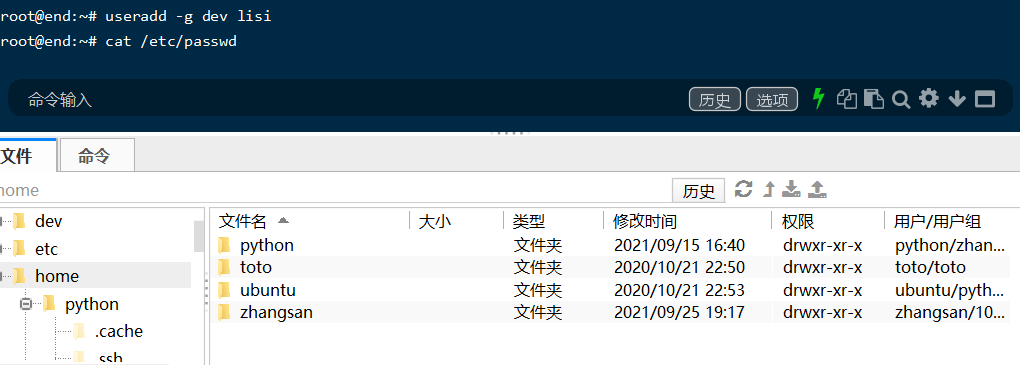 root@end:~# useradd -g dev lisi
root@end:~# cat /etc/passwd
命令输入 历史 选项
文件 命令
home 历史
文件名 大小 类型 修改时间 权限 用户/用户组
dev
etc
home
python
.cache
.ssh
python 文件夹 2021/09/15 16:40 drwxr-xr-x python/zhan...
toto 文件夹 2020/10/21 22:50 drwxr-xr-x toto/toto
ubuntu 文件夹 2020/10/21 22:53 drwxr-xr-x ubuntu/pyth...
zhangsan 文件夹 2021/09/25 19:17 drwxr-xr-x zhangsan/10...